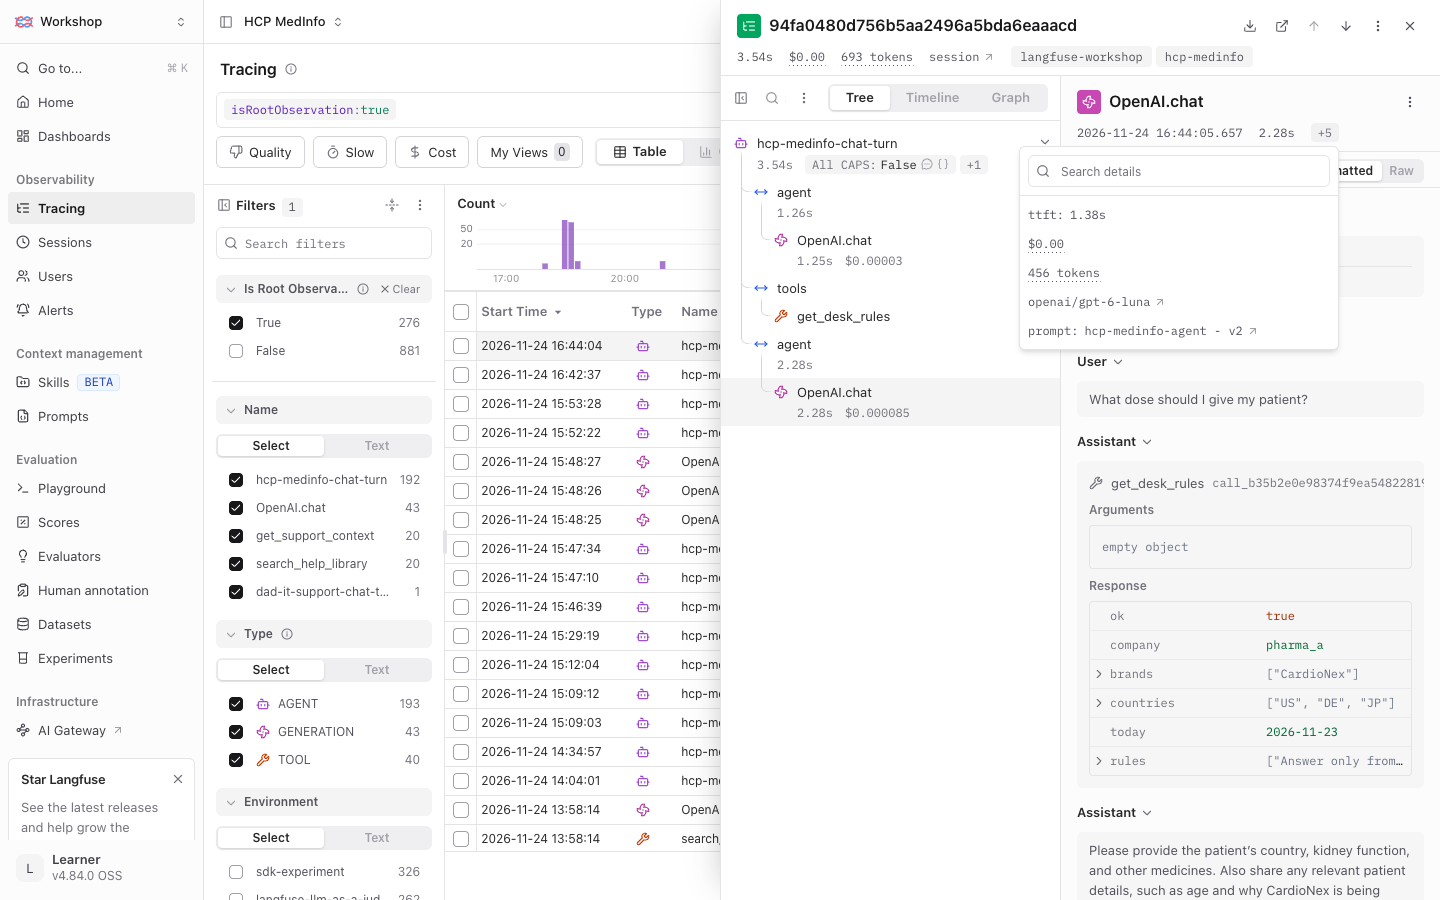 Workshop
Go to...
⌘ K
Home
Dashboards
Observability
Tracing
Sessions
Users
Alerts
Context management
Skills
BETA
Prompts
Evaluation
Playground
Scores
Evaluators
Human annotation
Datasets
Experiments
Infrastructure
AI Gateway
Star Langfuse
See the latest releases
and help grow the
L
Learner
v4.84.0 OSS
HCP MedInfo
Tracing
isRootObservation:true
Quality
Slow
Cost
My Views 0
Table
Filters 1
Search filters
Is Root Observa...
Clear
True 276
False 881
Name
Select Text
hcp-medinfo-chat-turn 192
OpenAI.chat 43
get_support_context 20
search_help_library 20
dad-it-support-chat-t... 1
Type
Select Text
AGENT 193
GENERATION 43
TOOL 40
Environment
Select Text
sdk-experiment 326
Count
50
20
17:00 20:00
Start Time Type Name
2026-11-24 16:44:04 hcp-me
2026-11-24 16:42:37 hcp-me
2026-11-24 15:53:28 hcp-me
2026-11-24 15:52:22 hcp-me
2026-11-24 15:48:27 OpenA
2026-11-24 15:48:26 OpenA
2026-11-24 15:48:25 OpenA
2026-11-24 15:47:34 hcp-me
2026-11-24 15:47:10 hcp-me
2026-11-24 15:46:39 hcp-me
2026-11-24 15:29:19 hcp-me
2026-11-24 15:12:04 hcp-me
2026-11-24 15:09:12 hcp-me
2026-11-24 15:09:03 hcp-me
2026-11-24 14:34:57 hcp-me
2026-11-24 14:04:01 hcp-me
2026-11-24 13:58:14 OpenA
2026-11-24 13:58:14 search_
94fa0480d756b5aa2496a5bda6eaaacd
3.54s $0.00 693 tokens session langfuse-workshop hcp-medinfo
Tree Timeline Graph
hcp-medinfo-chat-turn
3.54s All CAPS: False {} +1
agent
1.26s
OpenAI.chat
1.25s $0.00003
tools
get_desk_rules
agent
2.28s
OpenAI.chat
2.28s $0.000085
OpenAI.chat
2026-11-24 16:44:05.657 2.28s +5
Search details
ttft: 1.38s
$0.00
456 tokens
openai/gpt-6-luna
prompt: hcp-medinfo-agent - v2
matted Raw
User
What dose should I give my patient?
Assistant
get_desk_rules call_b35b2e0e98374f9ea54822819
Arguments
empty object
Response
ok true
company pharma_a
brands ["CardioNex"]
countries ["US", "DE", "JP"]
today 2026-11-23
rules ["Answer only from…
Assistant
Please provide the patient's country, kidney function,
and other medicines. Also share any relevant patient
details, such as age and why CardioNex is being